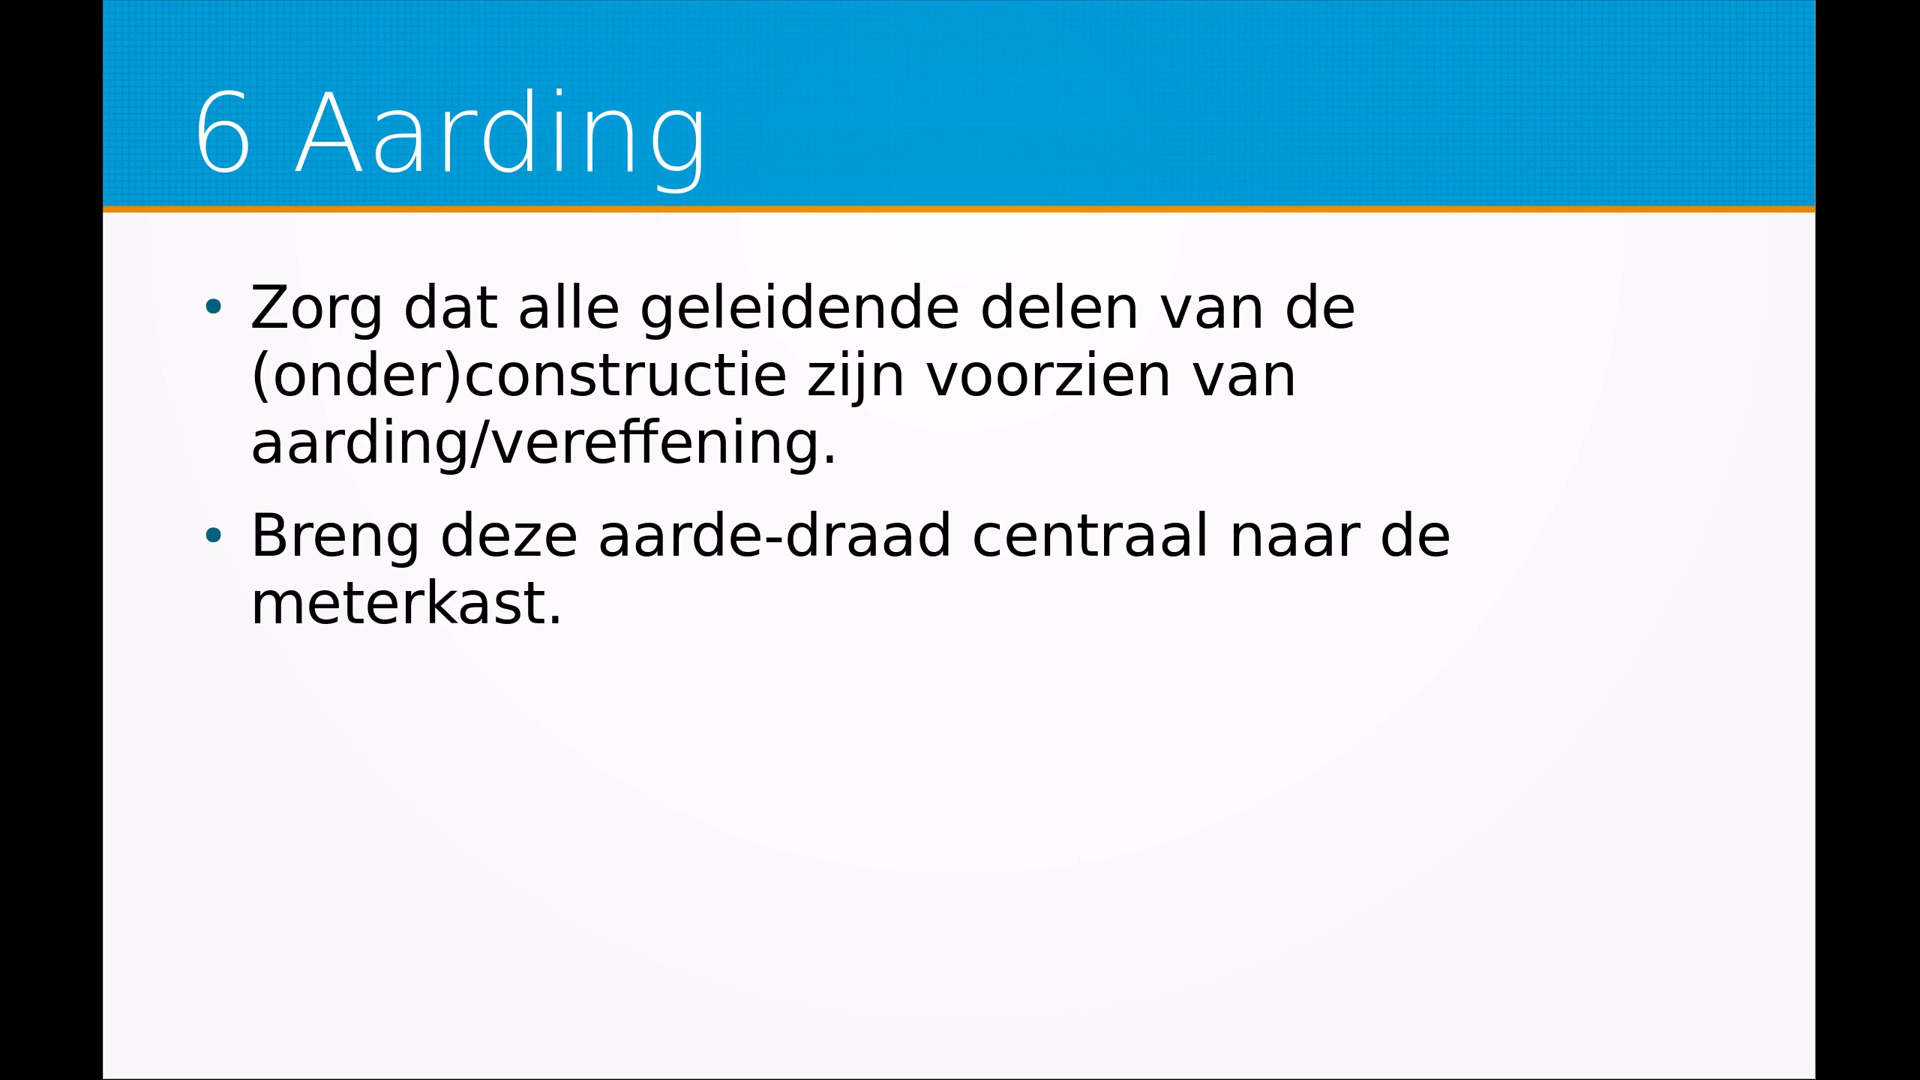 6 Aarding
• Zorg dat alle geleidende delen van de
(onder)constructie zijn voorzien van
aarding/vereffening.
• Breng deze aarde-draad centraal naar de
meterkast.